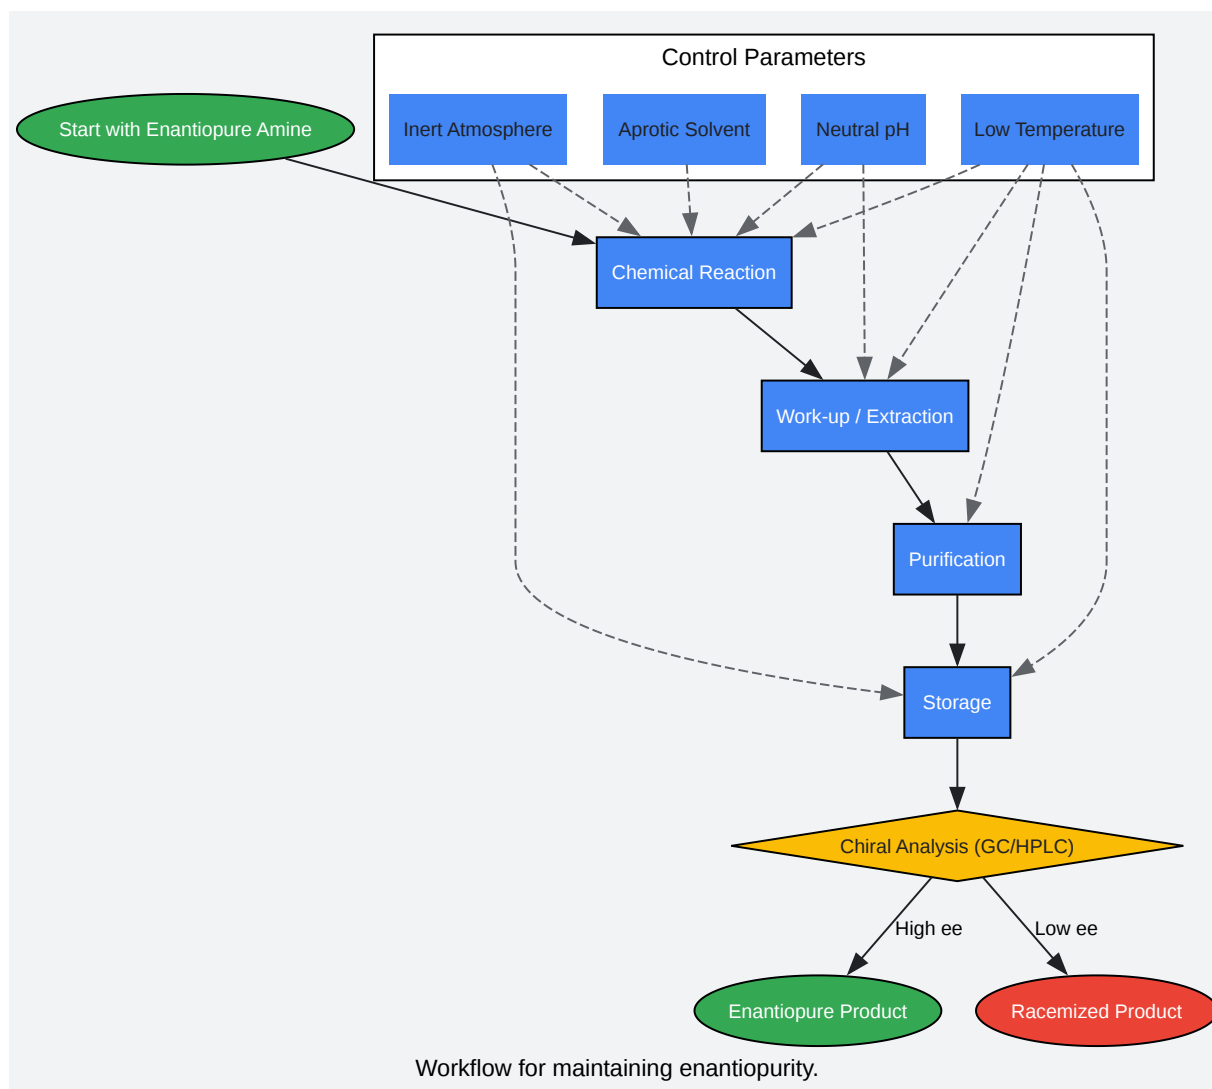 Control Parameters
Start with Enantiopure Amine
Inert Atmosphere
Aprotic Solvent
Neutral pH
Low Temperature
Chemical Reaction
Work-up / Extraction
Purification
Storage
Chiral Analysis (GC/HPLC)
High ee
Low ee
Enantiopure Product
Racemized Product
Workflow for maintaining enantiopurity.